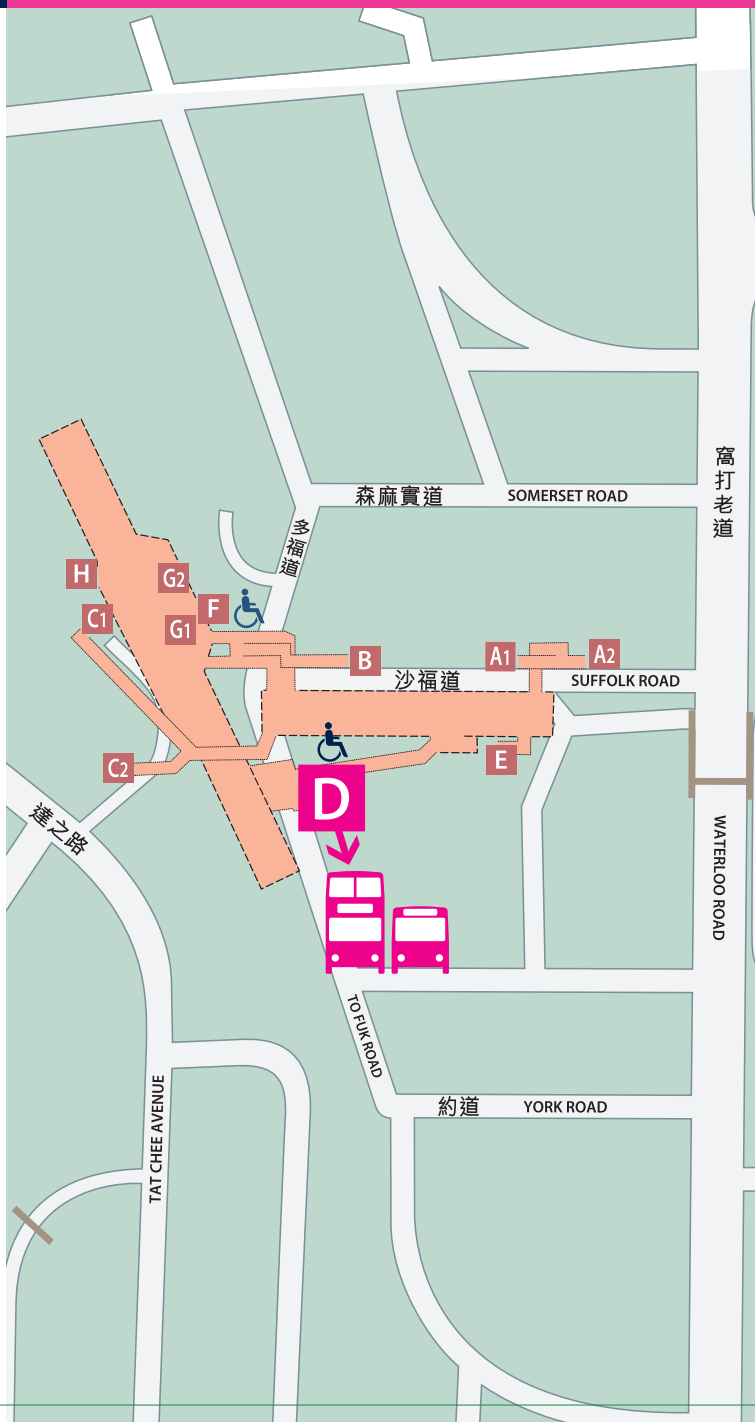 窩打老道
森麻實道 SOMERSET ROAD
多福道
H
G2
C1
F
G1
B
A1
A2
沙福道 SUFFOLK ROAD
E
C2
D
達之路
WATERLOO ROAD
TO FUK ROAD
約道 YORK ROAD
TAT CHEE AVENUE